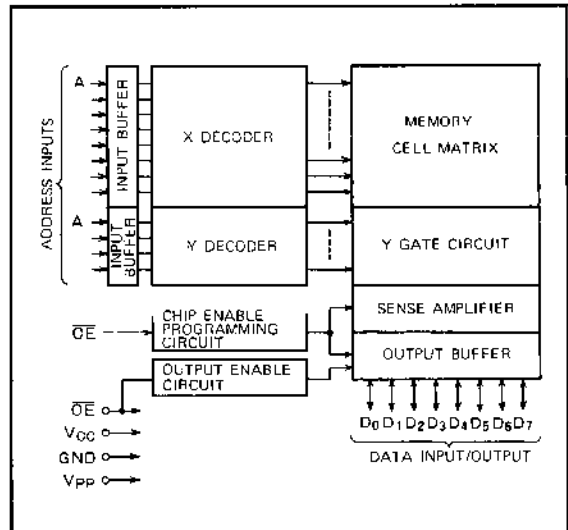 ADDRESS INPUTS
A
INPUT BUFFER
X DECODER
MEMORY
CELL MATRIX
A
INPUT
BUFFER
Y DECODER
Y GATE CIRCUIT
SENSE AMPLIFIER
CHIP ENABLE
PROGRAMMING
CIRCUIT
OUTPUT BUFFER
OUTPUT ENABLE
CIRCUIT
OE
VCC
GND
VPP
D0 D1 D2 D3 D4 D5 D6 D7
DATA INPUT/OUTPUT